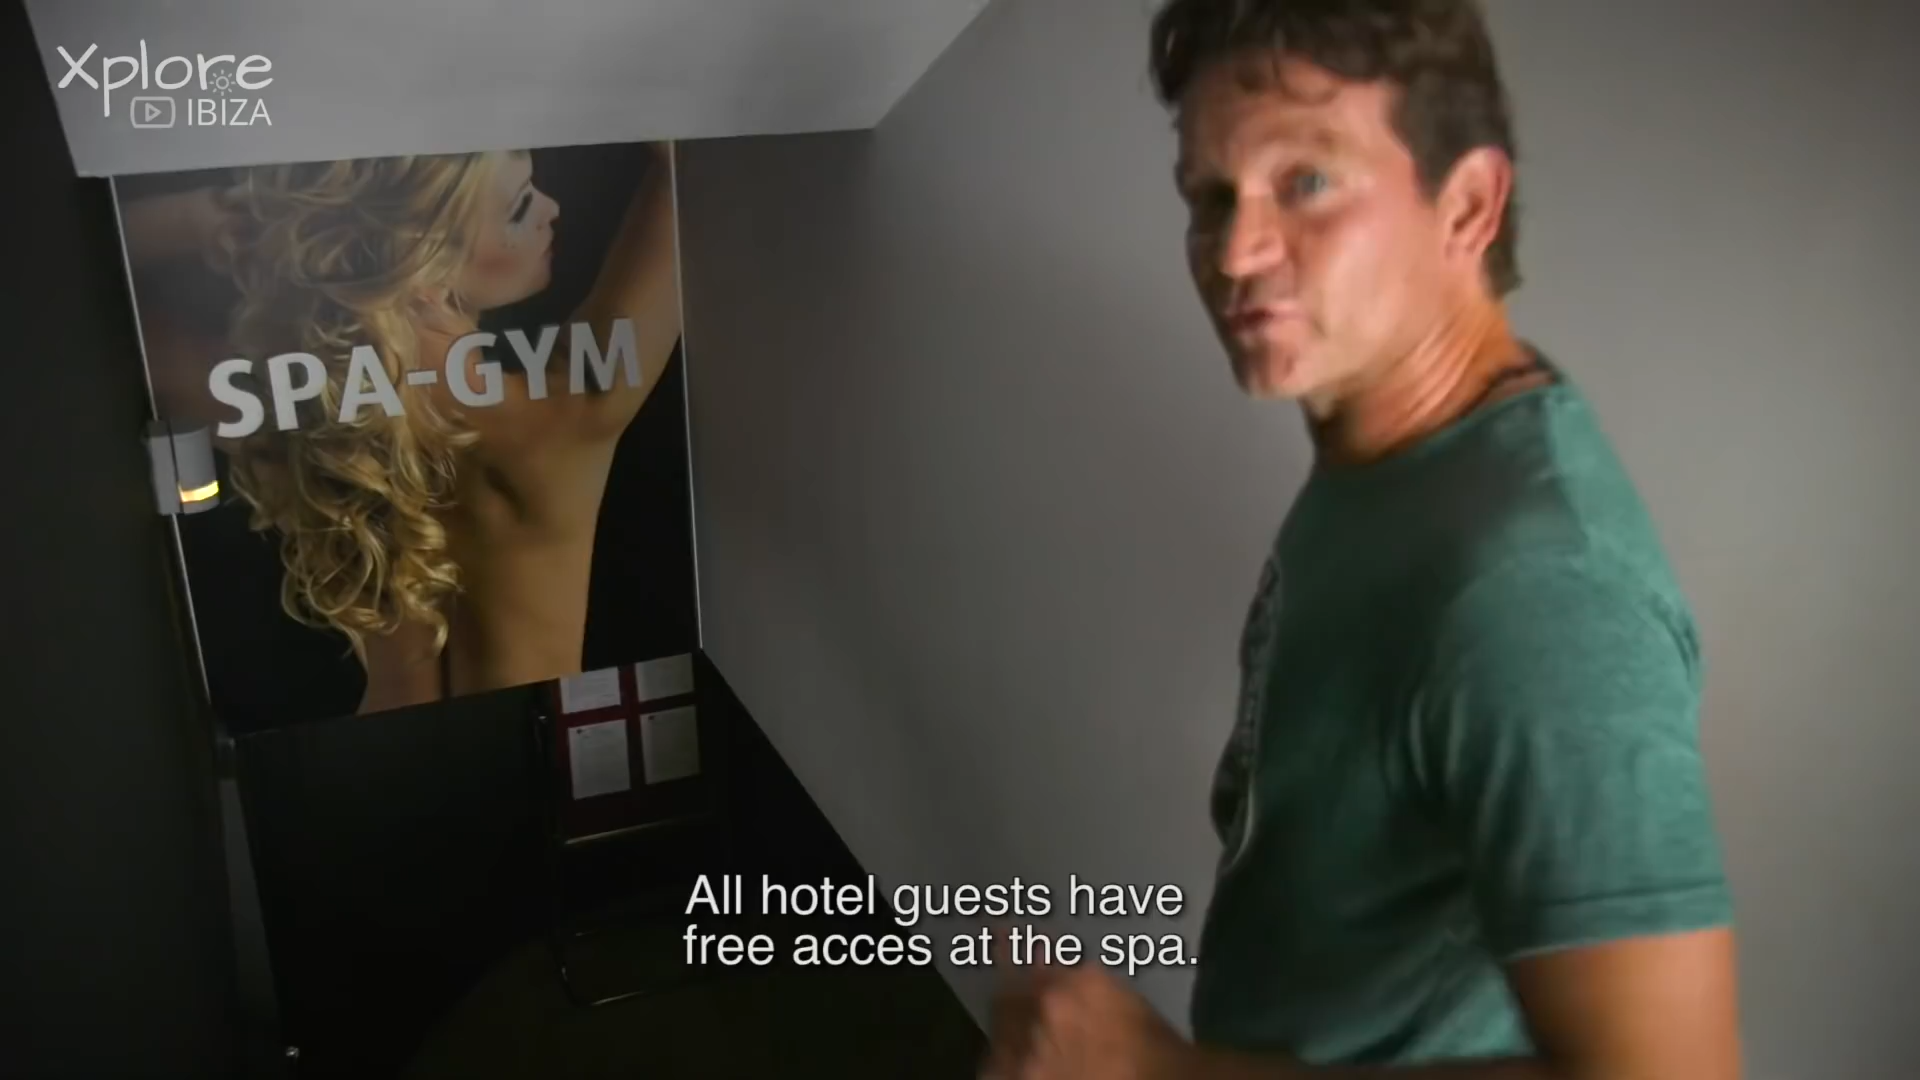 Xplore
IBIZA
SPA-GYM
All hotel guests have
free acces at the spa.